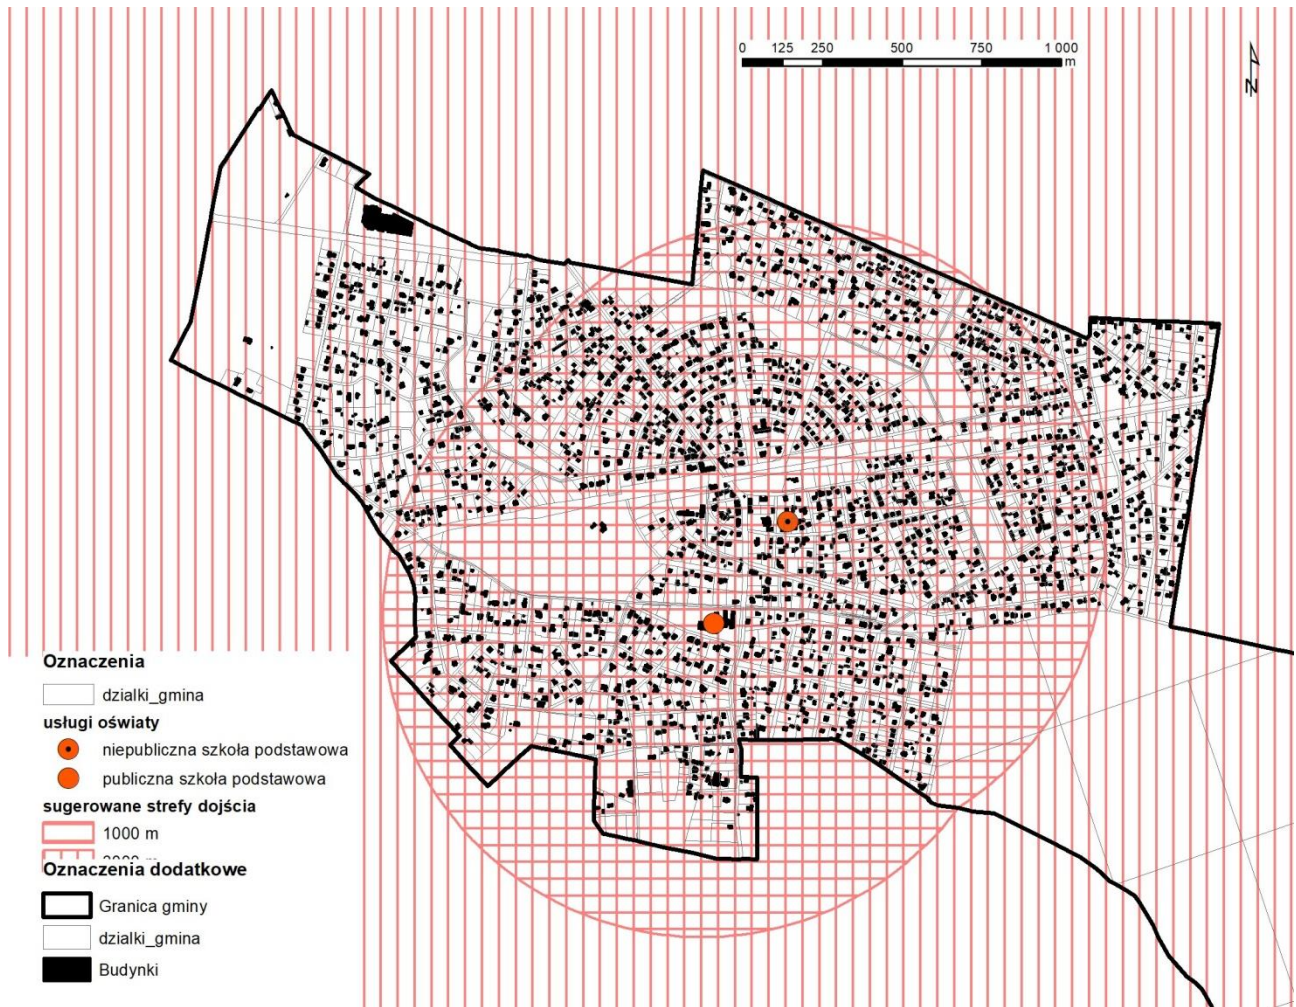 0 125 250 500 750 1 000
m
N
Oznaczenia
dzialki_gmina
usługi oświaty
niepubliczna szkoła podstawowa
publiczna szkoła podstawowa
sugerowane strefy dojścia
1000 m
Oznaczenia dodatkowe
Granica gminy
dzialki_gmina
Budynki